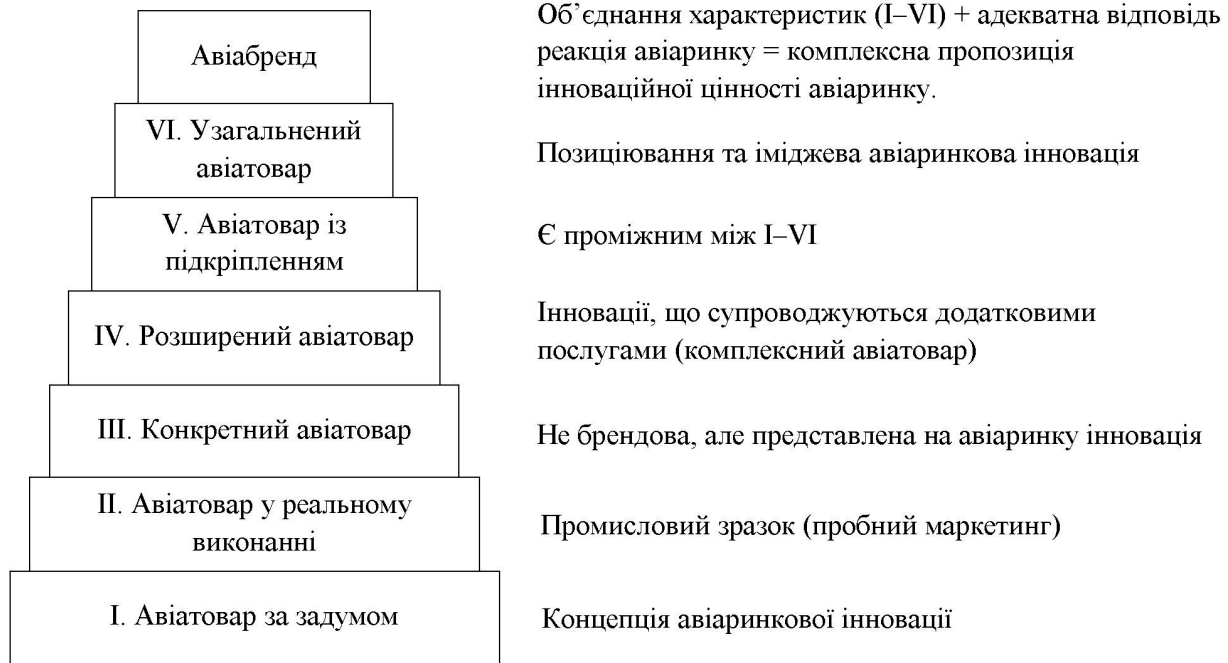 Авіабренд
Об’єднання характеристик (I–VI) + адекватна відповідь
реакція авіаринку = комплексна пропозиція
інноваційної цінності авіаринку.
VI. Узагальнений
авіатовар
Позиціювання та іміджева авіаринкова інновація
V. Авіатовар із
підкріпленням
Є проміжним між I–VI
IV. Розширений авіатовар
Інновації, що супроводжуються додатковими
послугами (комплексний авіатовар)
III. Конкретний авіатовар
Не брендова, але представлена на авіаринку інновація
II. Авіатовар у реальному
виконанні
Промисловий зразок (пробний маркетинг)
I. Авіатовар за задумом
Концепція авіаринкової інновації